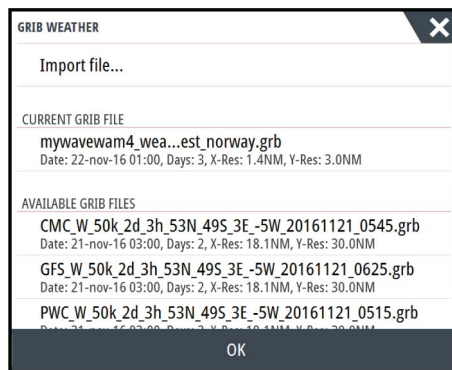 GRIB WEATHER
Import file...
CURRENT GRIB FILE
mywavewam4_wea...est_norway.grb
Date: 22-nov-16 01:00, Days: 3, X-Res: 1.4NM, Y-Res: 3.0NM
AVAILABLE GRIB FILES
CMC_W_50k_2d_3h_53N_49S_3E_-5W_20161121_0545.grb
Date: 21-nov-16 03:00, Days: 2, X-Res: 18.1NM, Y-Res: 30.0NM
GFS_W_50k_2d_3h_53N_49S_3E_-5W_20161121_0625.grb
Date: 21-nov-16 03:00, Days: 2, X-Res: 18.1NM, Y-Res: 30.0NM
PWC_W_50k_2d_3h_53N_49S_3E_-5W_20161121_0515.grb
OK